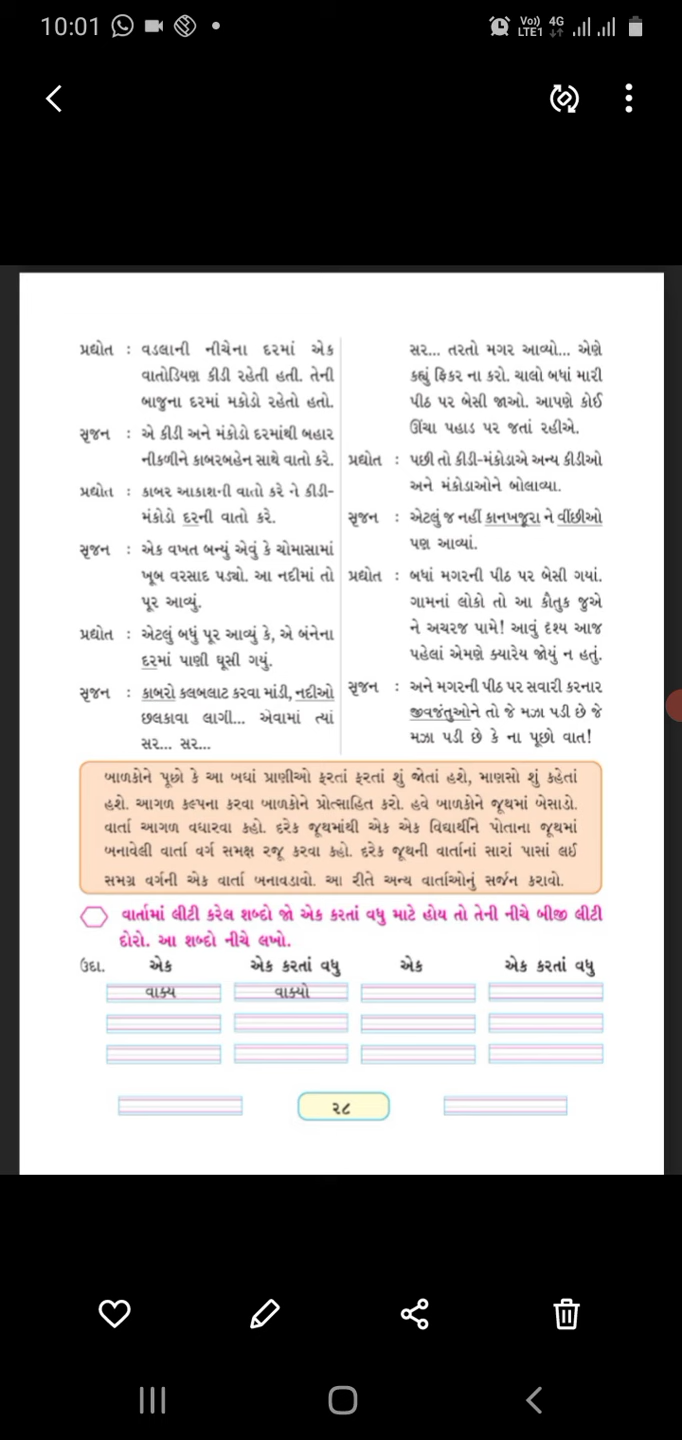 10:01
Vo)) 4G
LTE1
પ્રદ્યોત : વડલાની નીચેના દરમાં એક
વાતોડિયણ કીડી રહેતી હતી. તેની
બાજુના દરમાં મકોડો રહેતો હતો.
સૃજન : એ કીડી અને મંકોડો દરમાંથી બહાર
નીકળીને કાબરબહેન સાથે વાતો કરે.
પ્રદ્યોત : કાબર આકાશની વાતો કરે ને કીડી-
મંકોડો દરની વાતો કરે.
સૃજન : એક વખત બન્યું એવું કે ચોમાસામાં
ખૂબ વરસાદ પડ્યો. આ નદીમાં તો
પૂર આવ્યું.
પ્રદ્યોત : એટલું બધું પૂર આવ્યું કે, એ બંનેના
દરમાં પાણી ઘૂસી ગયું.
સૃજન : કાબરો કલબલાટ કરવા માંડી, નદીઓ
છલકાવા લાગી... એવામાં ત્યાં
સર... સર...
સર... તરતો મગર આવ્યો... એણે
કહ્યું ફિકર ના કરો. ચાલો બધાં મારી
પીઠ પર બેસી જાઓ. આપણે કોઈ
ઊંચા પહાડ પર જતાં રહીએ.
પ્રદ્યોત : પછી તો કીડી-મંકોડાએ અન્ય કીડીઓ
અને મંકોડાઓને બોલાવ્યા.
સૃજન : એટલું જ નહીં કાનખજૂરા ને વીંછીઓ
પણ આવ્યાં.
પ્રદ્યોત : બધાં મગરની પીઠ પર બેસી ગયાં.
ગામનાં લોકો તો આ કૌતુક જુએ
ને અચરજ પામે! આવું દૃશ્ય આજ
પહેલાં એમણે ક્યારેય જોયું ન હતું.
સૃજન : અને મગરની પીઠ પર સવારી કરનાર
જીવજંતુઓને તો જે મઝા પડી છે જે
મઝા પડી છે કે ના પૂછો વાત!
બાળકોને પૂછો કે આ બધાં પ્રાણીઓ ફરતાં ફરતાં શું જોતાં હશે, માણસો શું કહેતાં
હશે. આગળ કલ્પના કરવા બાળકોને પ્રોત્સાહિત કરો. હવે બાળકોને જૂથમાં બેસાડો.
વાર્તા આગળ વધારવા કહો. દરેક જૂથમાંથી એક એક વિદ્યાર્થીને પોતાના જૂથમાં
બનાવેલી વાર્તા વર્ગ સમક્ષ રજૂ કરવા કહો. દરેક જૂથની વાર્તાનાં સારાં પાસાં લઈ
સમગ્ર વર્ગની એક વાર્તા બનાવડાવો. આ રીતે અન્ય વાર્તાઓનું સર્જન કરાવો.
વાર્તામાં લીટી કરેલ શબ્દો જો એક કરતાં વધુ માટે હોય તો તેની નીચે બીજી લીટી
દોરો. આ શબ્દો નીચે લખો.
ઉદા. એક એક કરતાં વધુ એક એક કરતાં વધુ
વાક્ય વાક્યો
૨૮